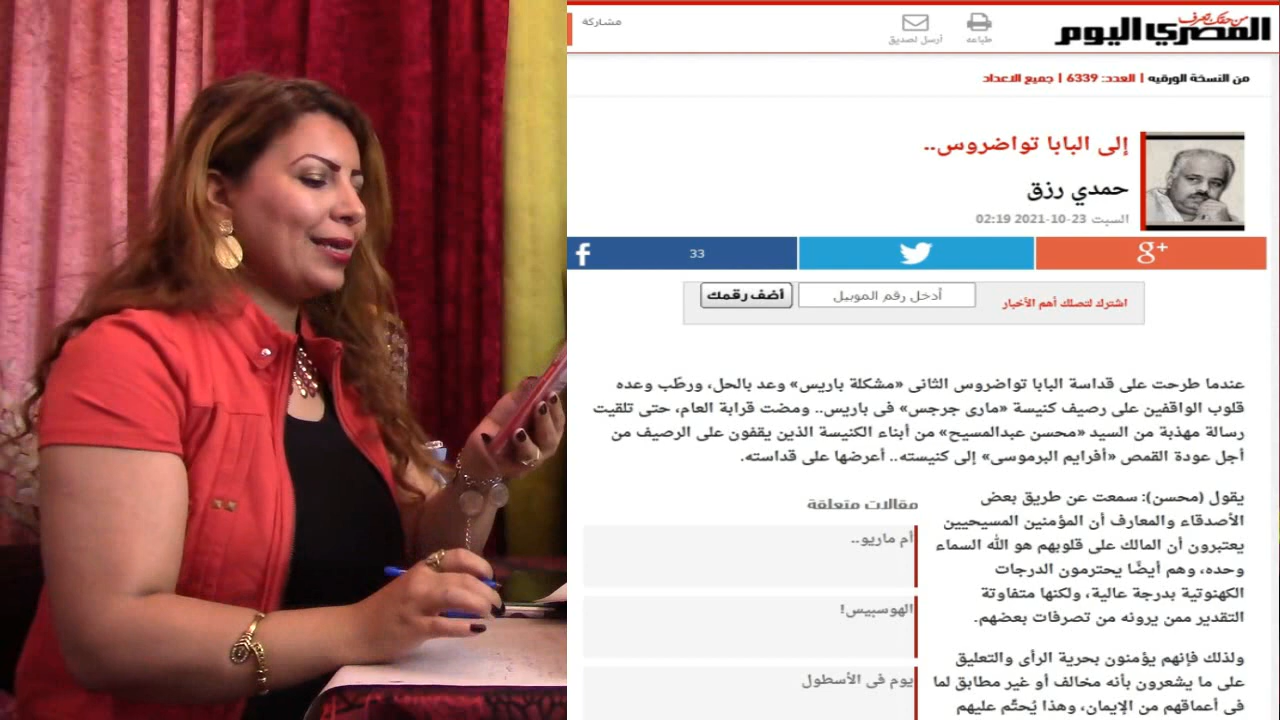 من حقك تعرف
المصري اليوم
طباعه
أرسل لصديق
مشاركة
من النسخة الورقيه | العدد: 6339 | جميع الاعداد
إلى البابا تواضروس..
حمدي رزق
السبت 23-10-2021 02:19
f 33 g+
اشترك لتصلك أهم الأخبار أدخل رقم الموبيل أضف رقمك
عندما طرحت على قداسة البابا تواضروس الثانى «مشكلة باريس» وعد بالحل، ورطّب وعده
قلوب الواقفين على رصيف كنيسة «مارى جرجس» فى باريس.. ومضت قرابة العام، حتى تلقيت
رسالة مهذبة من السيد «محسن عبدالمسيح» من أبناء الكنيسة الذين يقفون على الرصيف من
أجل عودة القمص «أفرايم البرموسى» إلى كنيسته.. أعرضها على قداسته.
يقول (محسن): سمعت عن طريق بعض
الأصدقاء والمعارف أن المؤمنين المسيحيين
يعتبرون أن المالك على قلوبهم هو الله السماء
وحده، وهم أيضًا يحترمون الدرجات
الكهنوتية بدرجة عالية، ولكنها متفاوتة
التقدير ممن يرونه من تصرفات بعضهم.
ولذلك فإنهم يؤمنون بحرية الرأى والتعليق
على ما يشعرون بأنه مخالف أو غير مطابق لما
فى أعماقهم من الإيمان، وهذا يُحتّم عليهم
مقالات متعلقة
أم ماريو..
الهوسبيس!
يوم فى الأسطول